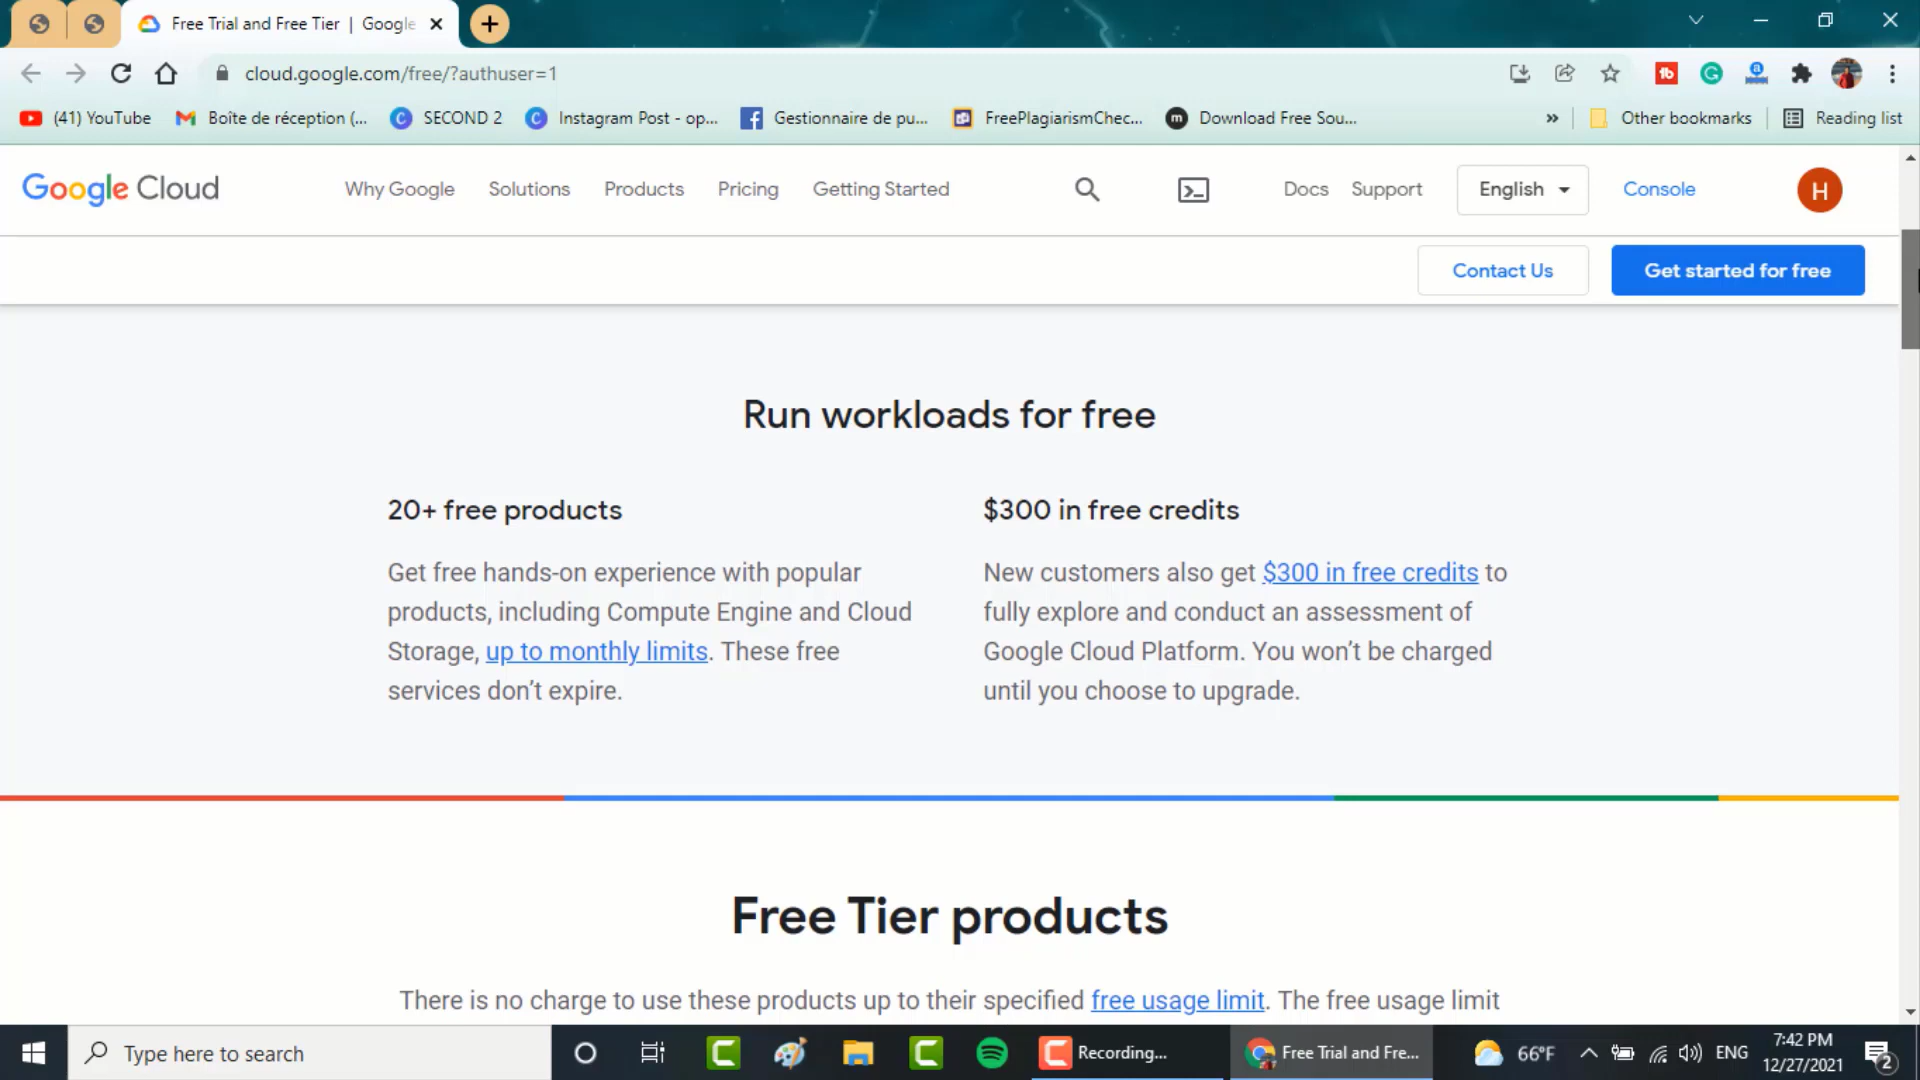 Free Trial and Free Tier | Google
cloud.google.com/free/?authuser=1
(41) YouTube
Boîte de réception (...
SECOND 2
Instagram Post - op...
Gestionnaire de pu...
FreePlagiarismChec...
Download Free Sou...
»
Other bookmarks
Reading list
Google Cloud
Why Google
Solutions
Products
Pricing
Getting Started
Docs
Support
English
Console
H
Contact Us
Get started for free
Run workloads for free
20+ free products
Get free hands-on experience with popular
products, including Compute Engine and Cloud
Storage, up to monthly limits. These free
services don’t expire.
$300 in free credits
New customers also get $300 in free credits to
fully explore and conduct an assessment of
Google Cloud Platform. You won’t be charged
until you choose to upgrade.
Free Tier products
There is no charge to use these products up to their specified free usage limit. The free usage limit
Type here to search
Recording...
Free Trial and Fre...
66°F
ENG
7:42 PM
12/27/2021
2